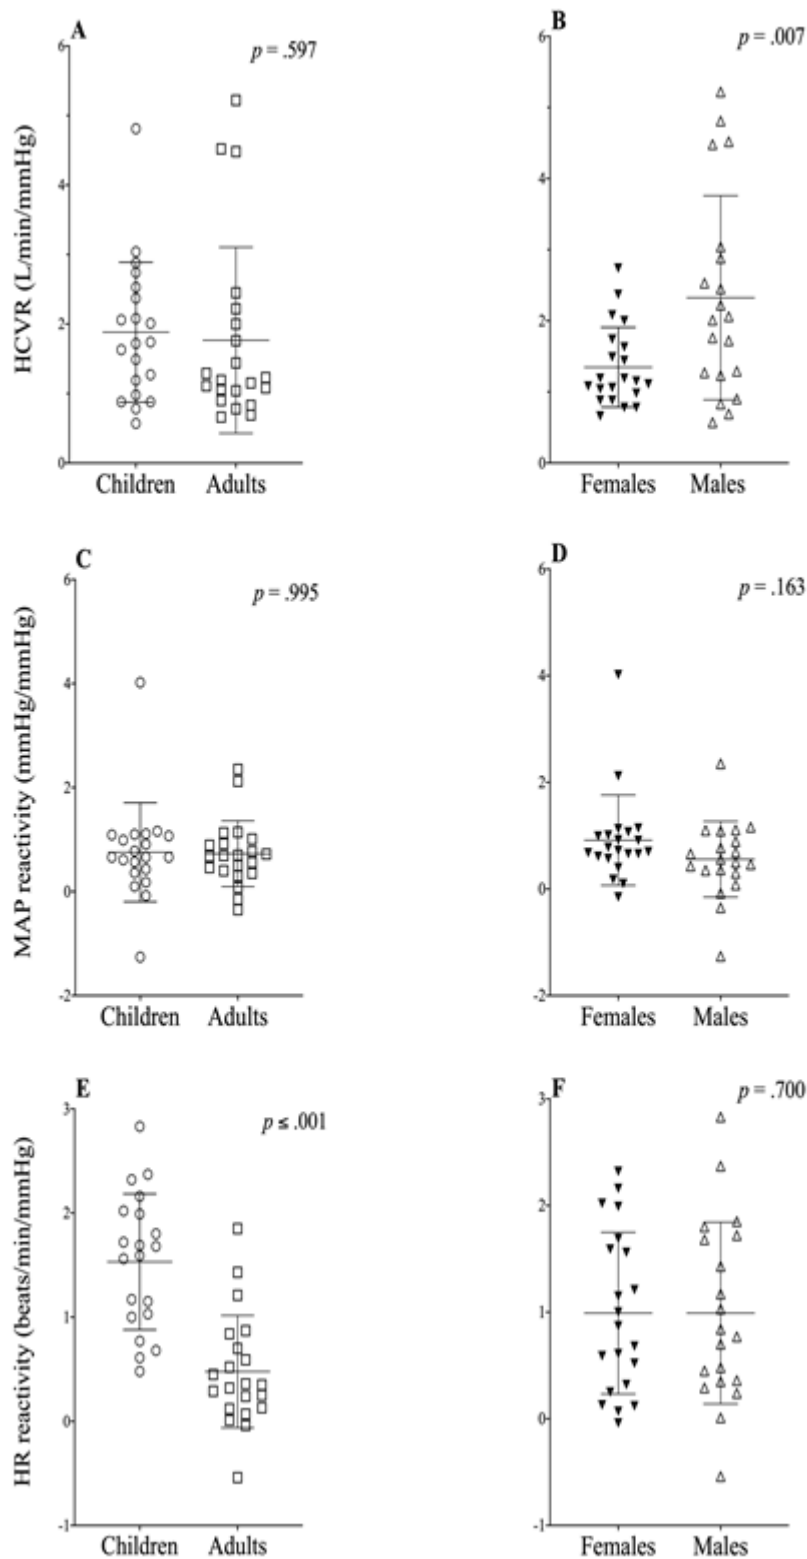 A
p = .597
HCVR (L/min/mmHg)
6
4
2
0
Children Adults
B
p = .007
6
4
2
0
Females Males
C
p = .995
MAP reactivity (mmHg/mmHg)
6
4
2
0
-2
Children Adults
D
p = .163
6
4
2
0
-2
Females Males
E
p ≤ .001
HR reactivity (beats/min/mmHg)
3
2
1
0
-1
Children Adults
F
p = .700
3
2
1
0
-1
Females Males